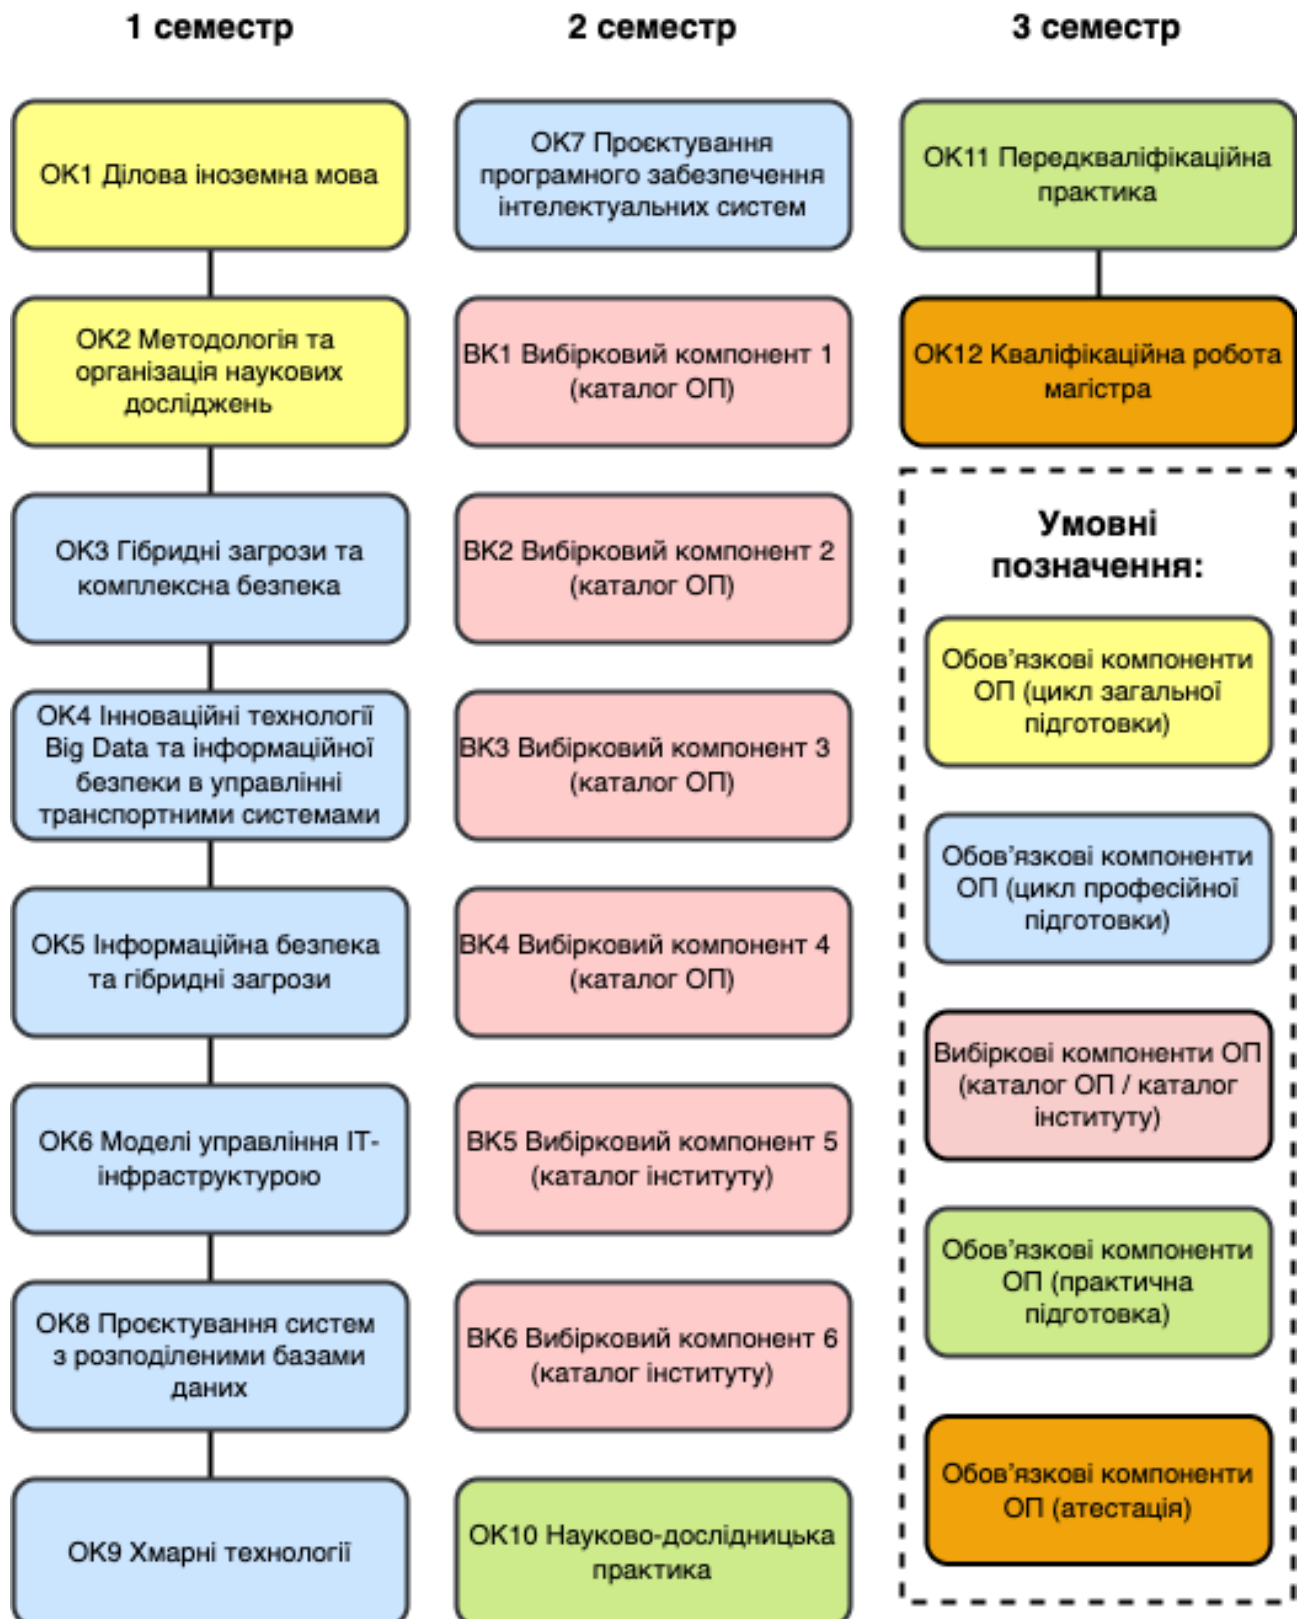 1 семестр
ОК1 Ділова іноземна мова
ОК2 Методологія та
організація наукових
досліджень
ОК3 Гібридні загрози та
комплексна безпека
ОК4 Інноваційні технології
Big Data та інформаційної
безпеки в управлінні
транспортними системами
ОК5 Інформаційна безпека
та гібридні загрози
ОК6 Моделі управління ІТ-
інфраструктурою
ОК8 Проєктування систем
з розподіленими базами
даних
ОК9 Хмарні технології
2 семестр
ОК7 Проєктування
програмного забезпечення
інтелектуальних систем
ВК1 Вибірковий компонент 1
(каталог ОП)
ВК2 Вибірковий компонент 2
(каталог ОП)
ВК3 Вибірковий компонент 3
(каталог ОП)
ВК4 Вибірковий компонент 4
(каталог ОП)
ВК5 Вибірковий компонент 5
(каталог інституту)
ВК6 Вибірковий компонент 6
(каталог інституту)
ОК10 Науково-дослідницька
практика
3 семестр
ОК11 Передкваліфікаційна
практика
ОК12 Кваліфікаційна робота
магістра
Умовні
позначення:
Обов’язкові компоненти
ОП (цикл загальної
підготовки)
Обов’язкові компоненти
ОП (цикл професійної
підготовки)
Вибіркові компоненти ОП
(каталог ОП / каталог
інституту)
Обов’язкові компоненти
ОП (практична
підготовка)
Обов’язкові компоненти
ОП (атестація)